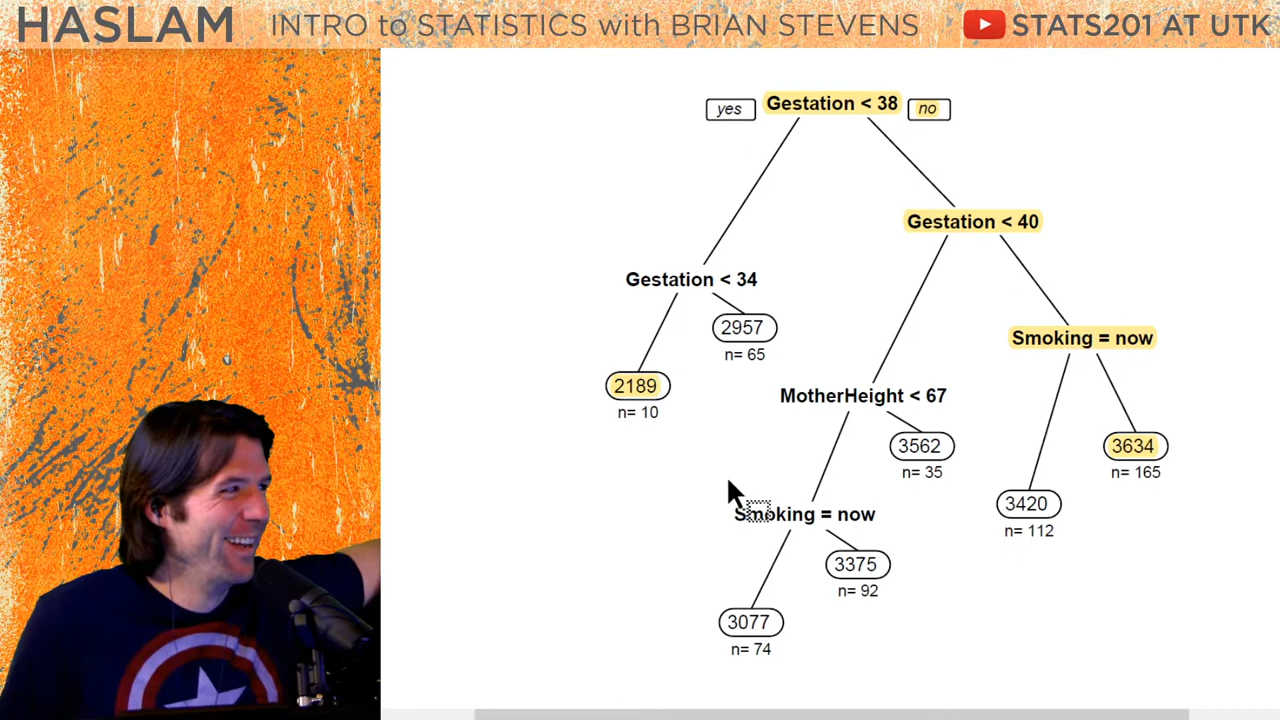 HASLAM INTRO to STATISTICS with BRIAN STEVENS STATS201 AT UTK
yes Gestation < 38 no
Gestation < 40
Gestation < 34
2957
n= 65
Smoking = now
2189
n= 10
MotherHeight < 67
3562
n= 35
3634
n= 165
3420
n= 112
Smoking = now
3375
n= 92
3077
n= 74